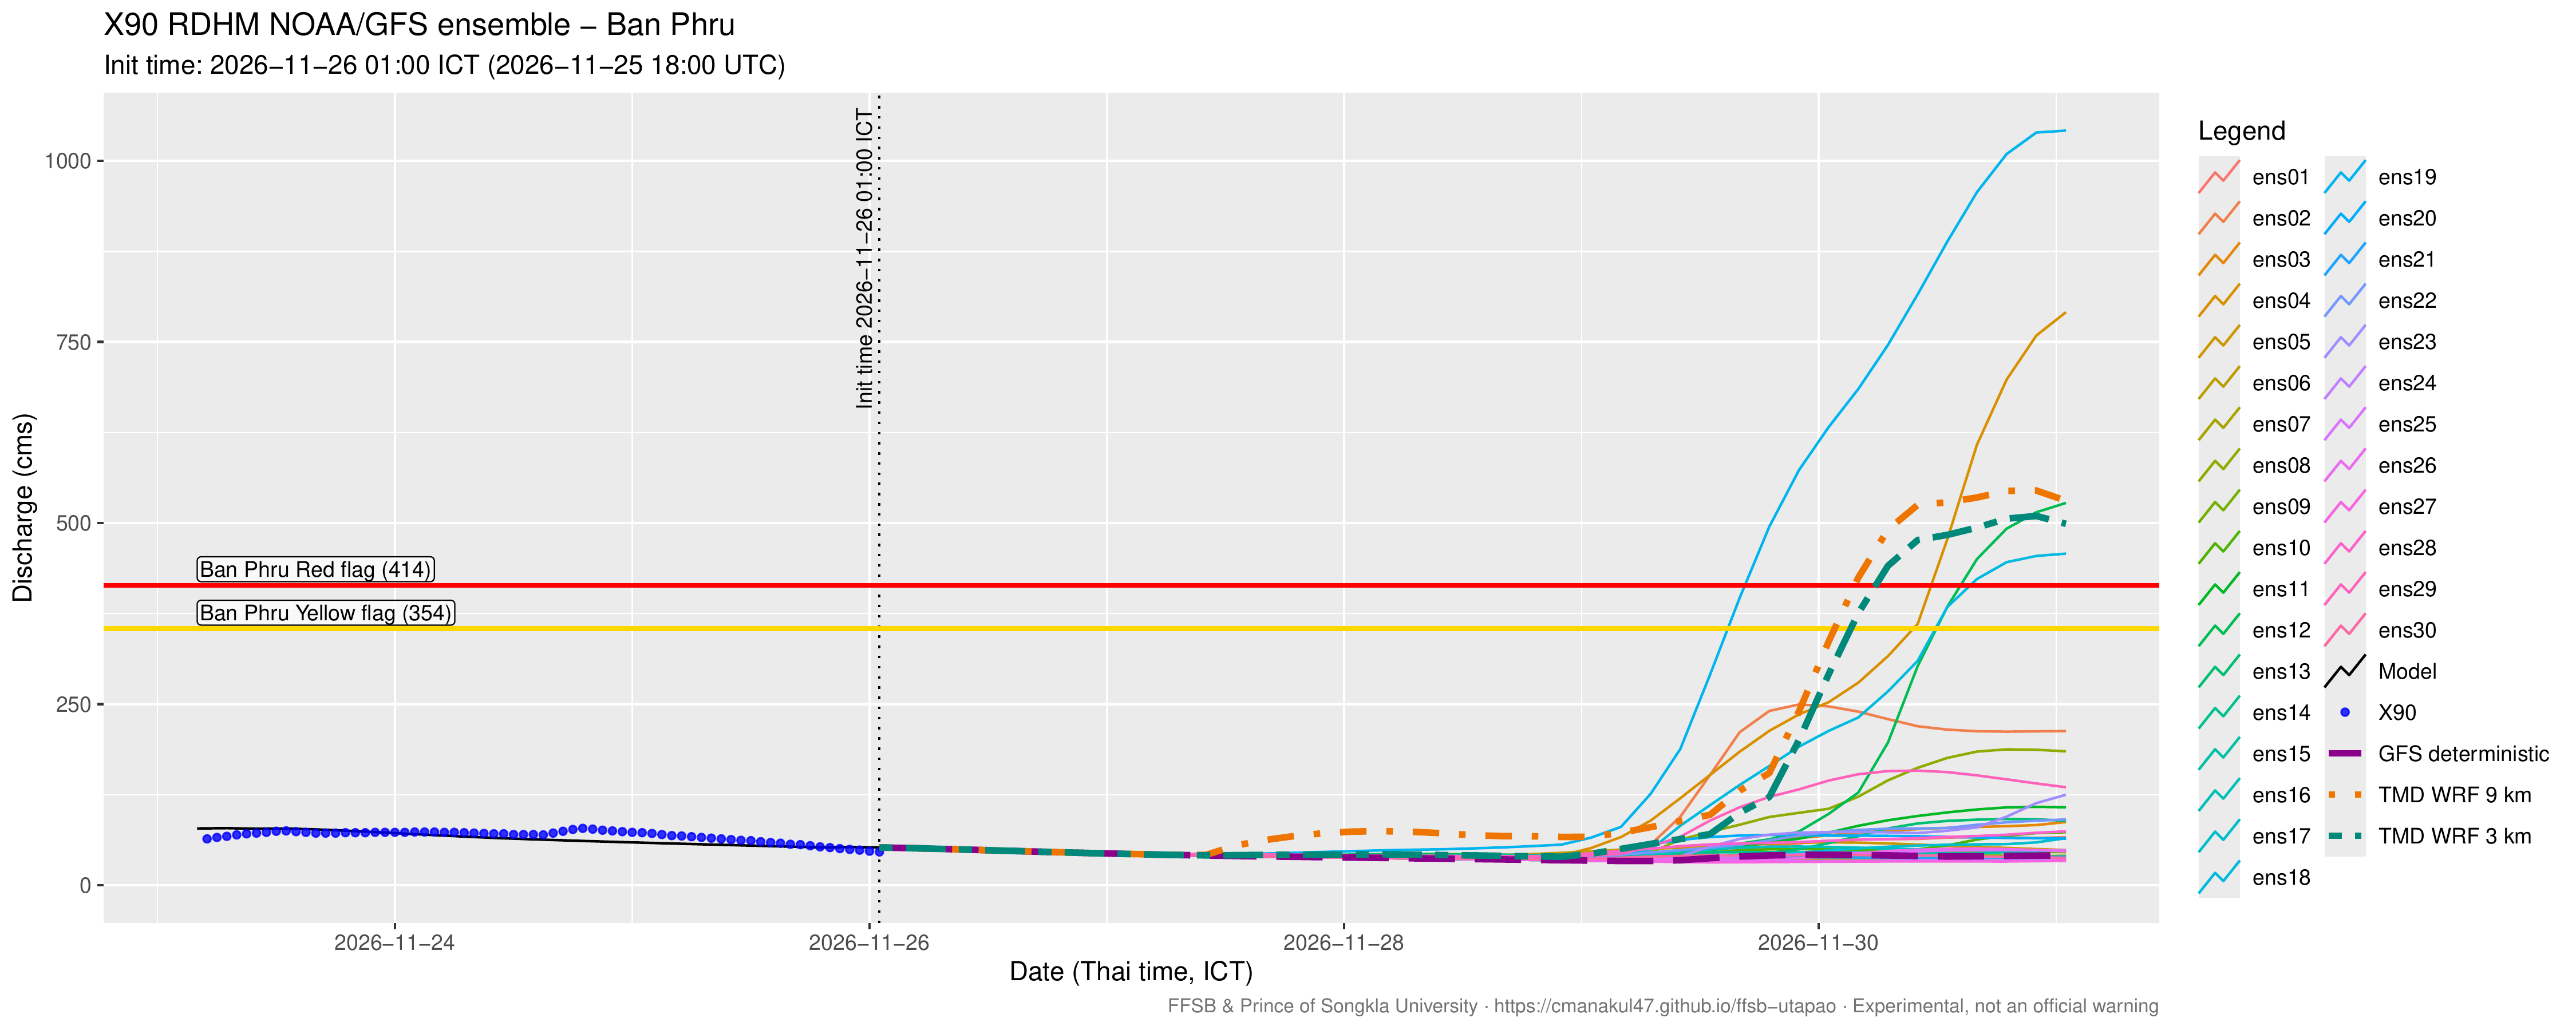 X90 RDHM NOAA/GFS ensemble – Ban Phru
Init time: 2026−11−26 01:00 ICT (2026−11−25 18:00 UTC)
Discharge (cms)
1000
750
500
250
0
Init time 2026−11−26 01:00 ICT
Ban Phru Red flag (414)
Ban Phru Yellow flag (354)
2026−11−24
2026−11−26
2026−11−28
2026−11−30
Date (Thai time, ICT)
Legend
ens01
ens02
ens03
ens04
ens05
ens06
ens07
ens08
ens09
ens10
ens11
ens12
ens13
ens14
ens15
ens16
ens17
ens18
ens19
ens20
ens21
ens22
ens23
ens24
ens25
ens26
ens27
ens28
ens29
ens30
Model
X90
GFS deterministic
TMD WRF 9 km
TMD WRF 3 km
FFSB & Prince of Songkla University · https://cmanakul47.github.io/ffsb−utapao · Experimental, not an official warning